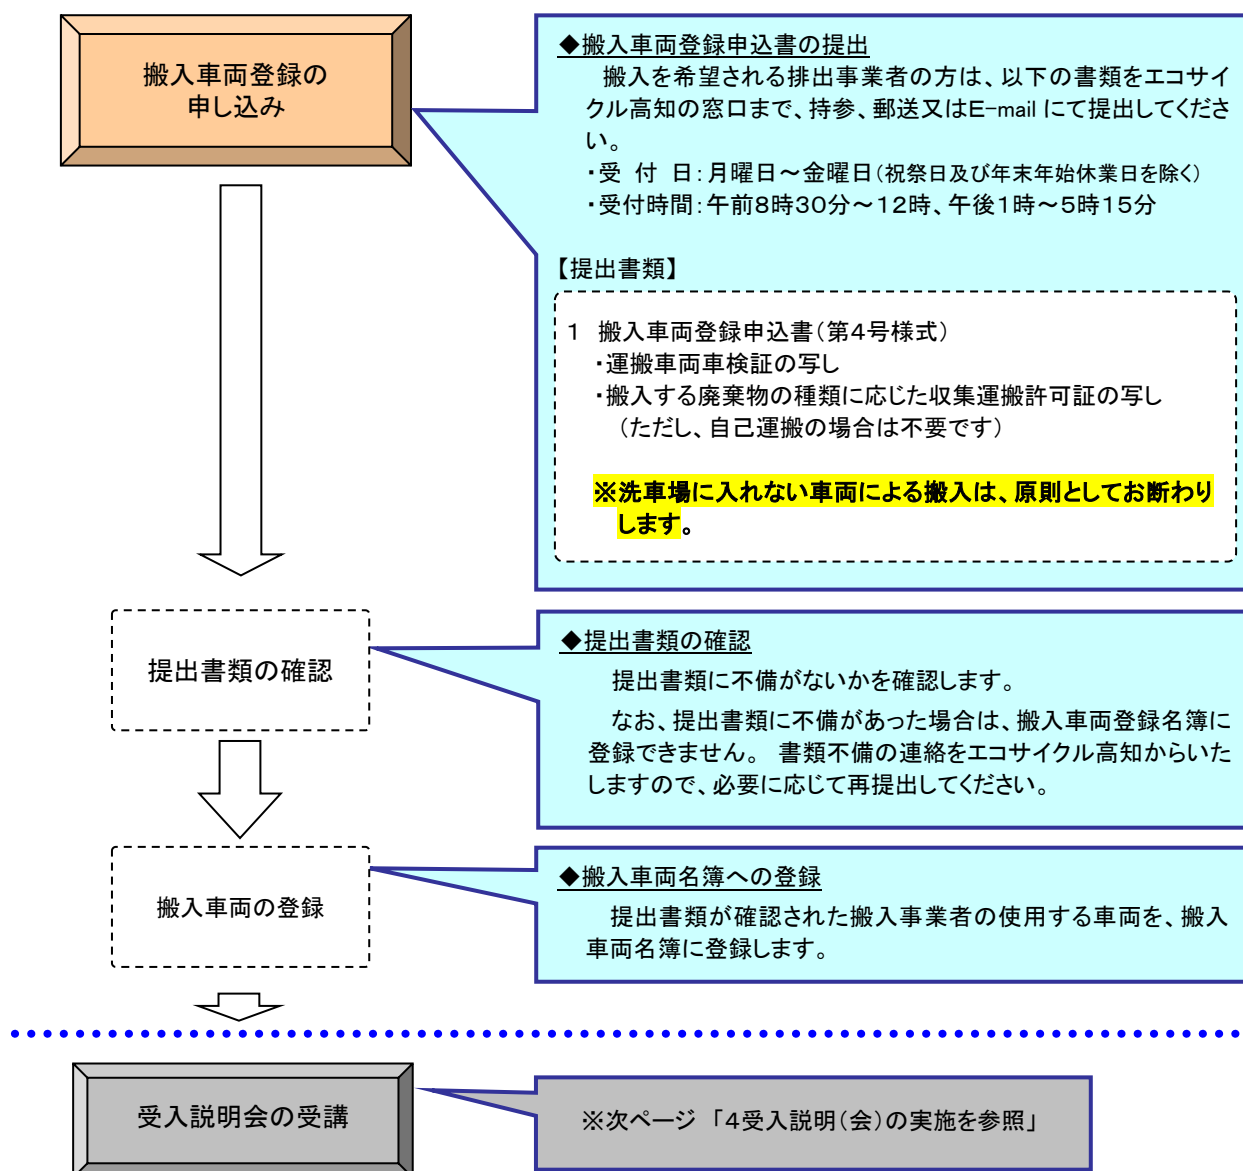 搬入車両登録の
申し込み
◆搬入車両登録申込書の提出
搬入を希望される排出事業者の方は、以下の書類をエコサイ
クル高知の窓口まで、持参、郵送又はE-mail にて提出してくださ
い。
・受 付 日：月曜日～金曜日（祝祭日及び年末年始休業日を除く）
・受付時間：午前8時30分～12時、午後1時～5時15分
【提出書類】
1 搬入車両登録申込書（第4号様式）
・運搬車両車検証の写し
・搬入する廃棄物の種類に応じた収集運搬許可証の写し
（ただし、自己運搬の場合は不要です）
※洗車場に入れない車両による搬入は、原則としてお断わり
します。
提出書類の確認
◆提出書類の確認
提出書類に不備がないかを確認します。
なお、提出書類に不備があった場合は、搬入車両登録名簿に
登録できません。 書類不備の連絡をエコサイクル高知からいた
しますので、必要に応じて再提出してください。
搬入車両の登録
◆搬入車両名簿への登録
提出書類が確認された搬入事業者の使用する車両を、搬入
車両名簿に登録します。
受入説明会の受講
※次ページ 「4受入説明（会）の実施を参照」